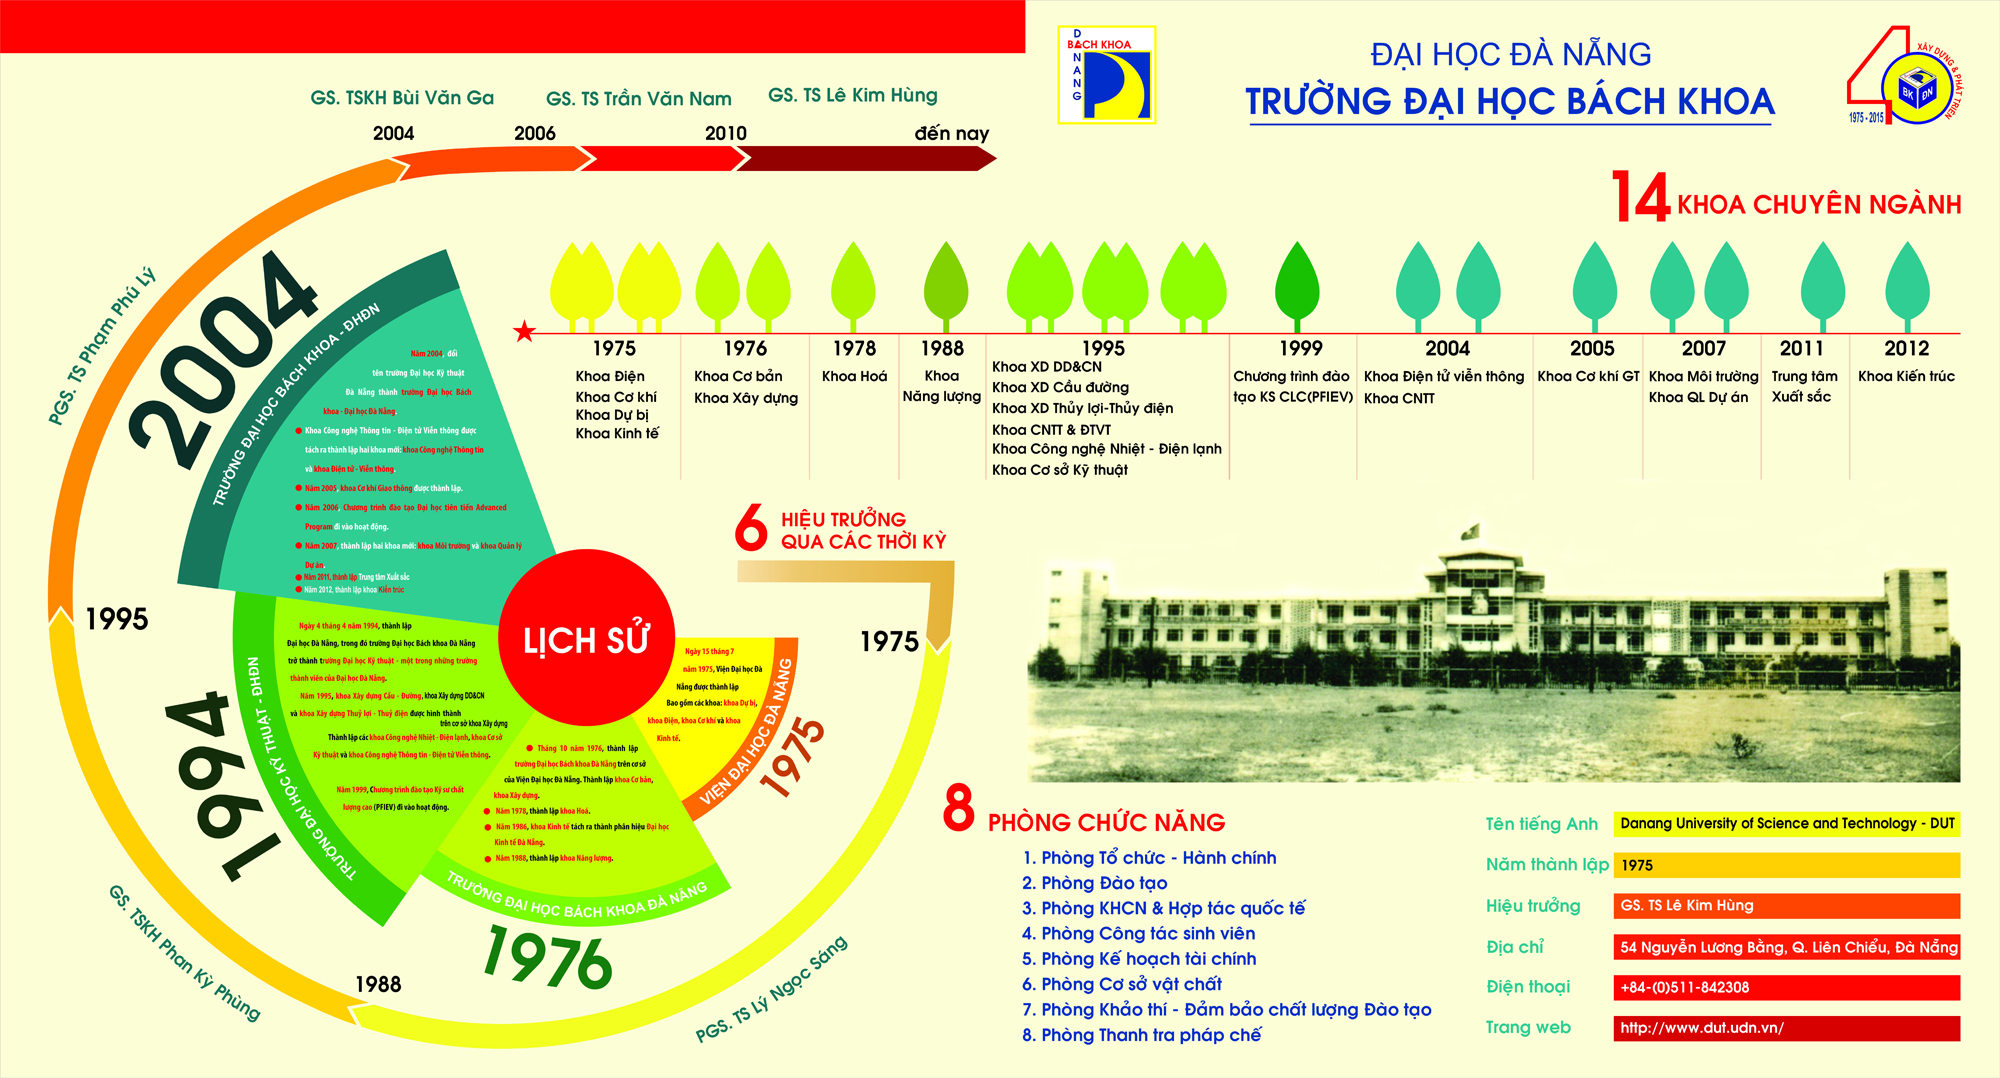 ĐẠI HỌC ĐÀ NẴNG
TRƯỜNG ĐẠI HỌC BÁCH KHOA
DANANG
BÁCH KHOA
40
XÂY DỰNG & PHÁT TRIỂN
BK ĐN
1975 - 2015
GS. TSKH Bùi Văn Ga
GS. TS Trần Văn Nam
GS. TS Lê Kim Hùng
2004
2006
2010
đến nay
PGS. TS Phạm Phú Lý
1995
GS. TSKH Phan Kỳ Phùng
1988
PGS. TS Lý Ngọc Sáng
1975
6 HIỆU TRƯỞNG
QUA CÁC THỜI KỲ
14 KHOA CHUYÊN NGÀNH
1975
Khoa Điện
Khoa Cơ khí
Khoa Dự bị
Khoa Kinh tế
1976
Khoa Cơ bản
Khoa Xây dựng
1978
Khoa Hoá
1988
Khoa
Năng lượng
1995
Khoa XD DD&CN
Khoa XD Cầu đường
Khoa XD Thủy lợi-Thủy điện
Khoa CNTT & ĐTVT
Khoa Công nghệ Nhiệt - Điện lạnh
Khoa Cơ sở Kỹ thuật
1999
Chương trình đào
tạo KS CLC(PFIEV)
2004
Khoa Điện tử viễn thông
Khoa CNTT
2005
Khoa Cơ khí GT
2007
Khoa Môi trường
Khoa QL Dự án
2011
Trung tâm
Xuất sắc
2012
Khoa Kiến trúc
LỊCH SỬ
2004
TRƯỜNG ĐẠI HỌC BÁCH KHOA - ĐHĐN
Năm 2004, đổi
tên trường Đại học Kỹ thuật
Đà Nẵng thành trường Đại học Bách
khoa - Đại học Đà Nẵng.
Khoa Công nghệ Thông tin - Điện tử Viễn thông được
tách ra thành lập hai khoa mới: khoa Công nghệ Thông tin
và khoa Điện tử - Viễn thông.
Năm 2005, khoa Cơ khí Giao thông được thành lập.
Năm 2006, Chương trình đào tạo Đại học tiên tiến Advanced
Program đi vào hoạt động.
Năm 2007, thành lập hai khoa mới: khoa Môi trường và khoa Quản lý
Dự án.
Năm 2011, thành lập Trung tâm Xuất sắc
Năm 2012, thành lập khoa Kiến trúc
1994
TRƯỜNG ĐẠI HỌC KỸ THUẬT - ĐHĐN
Ngày 4 tháng 4 năm 1994, thành lập
Đại học Đà Nẵng, trong đó trường Đại học Bách khoa Đà Nẵng
trở thành trường Đại học Kỹ thuật - một trong những trường
thành viên của Đại học Đà Nẵng.
Năm 1995, khoa Xây dựng Cầu - Đường, khoa Xây dựng DD&CN
và khoa Xây dựng Thuỷ lợi - Thuỷ điện được hình thành
trên cơ sở khoa Xây dựng
Thành lập các khoa Công nghệ Nhiệt - Điện lạnh, khoa Cơ sở
Kỹ thuật và khoa Công nghệ Thông tin - Điện tử Viễn thông.
Năm 1999, Chương trình đào tạo Kỹ sư chất
lượng cao (PFIEV) đi vào hoạt động.
1976
TRƯỜNG ĐẠI HỌC BÁCH KHOA ĐÀ NẴNG
Tháng 10 năm 1976, thành lập
trường Đại học Bách khoa Đà Nẵng trên cơ sở
của Viện Đại học Đà Nẵng. Thành lập khoa Cơ bản,
khoa Xây dựng.
Năm 1978, thành lập khoa Hoá.
Năm 1986, khoa Kinh tế tách ra thành phân hiệu Đại học
Kinh tế Đà Nẵng.
Năm 1988, thành lập khoa Năng lượng.
1975
VIỆN ĐẠI HỌC ĐÀ NẴNG
Ngày 15 tháng 7
năm 1975, Viện Đại học Đà
Nẵng được thành lập
Bao gồm các khoa: khoa Dự bị,
khoa Điện, khoa Cơ khí và khoa
Kinh tế.
8 PHÒNG CHỨC NĂNG
1. Phòng Tổ chức - Hành chính
2. Phòng Đào tạo
3. Phòng KHCN & Hợp tác quốc tế
4. Phòng Công tác sinh viên
5. Phòng Kế hoạch tài chính
6. Phòng Cơ sở vật chất
7. Phòng Khảo thí - Đảm bảo chất lượng Đào tạo
8. Phòng Thanh tra pháp chế
Tên tiếng Anh Danang University of Science and Technology - DUT
Năm thành lập 1975
Hiệu trưởng GS. TS Lê Kim Hùng
Địa chỉ 54 Nguyễn Lương Bằng, Q. Liên Chiểu, Đà Nẵng
Điện thoại +84-(0)511-842308
Trang web http://www.dut.udn.vn/